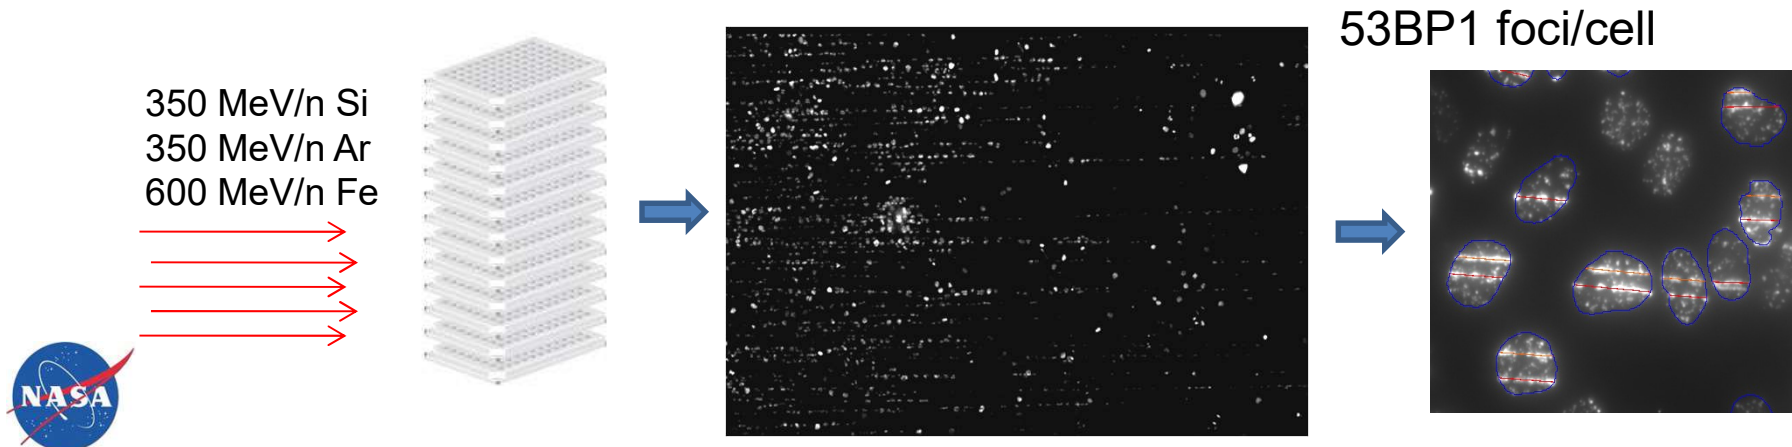 53BP1 foci/cell
350 MeV/n Si
350 MeV/n Ar
600 MeV/n Fe
NASA